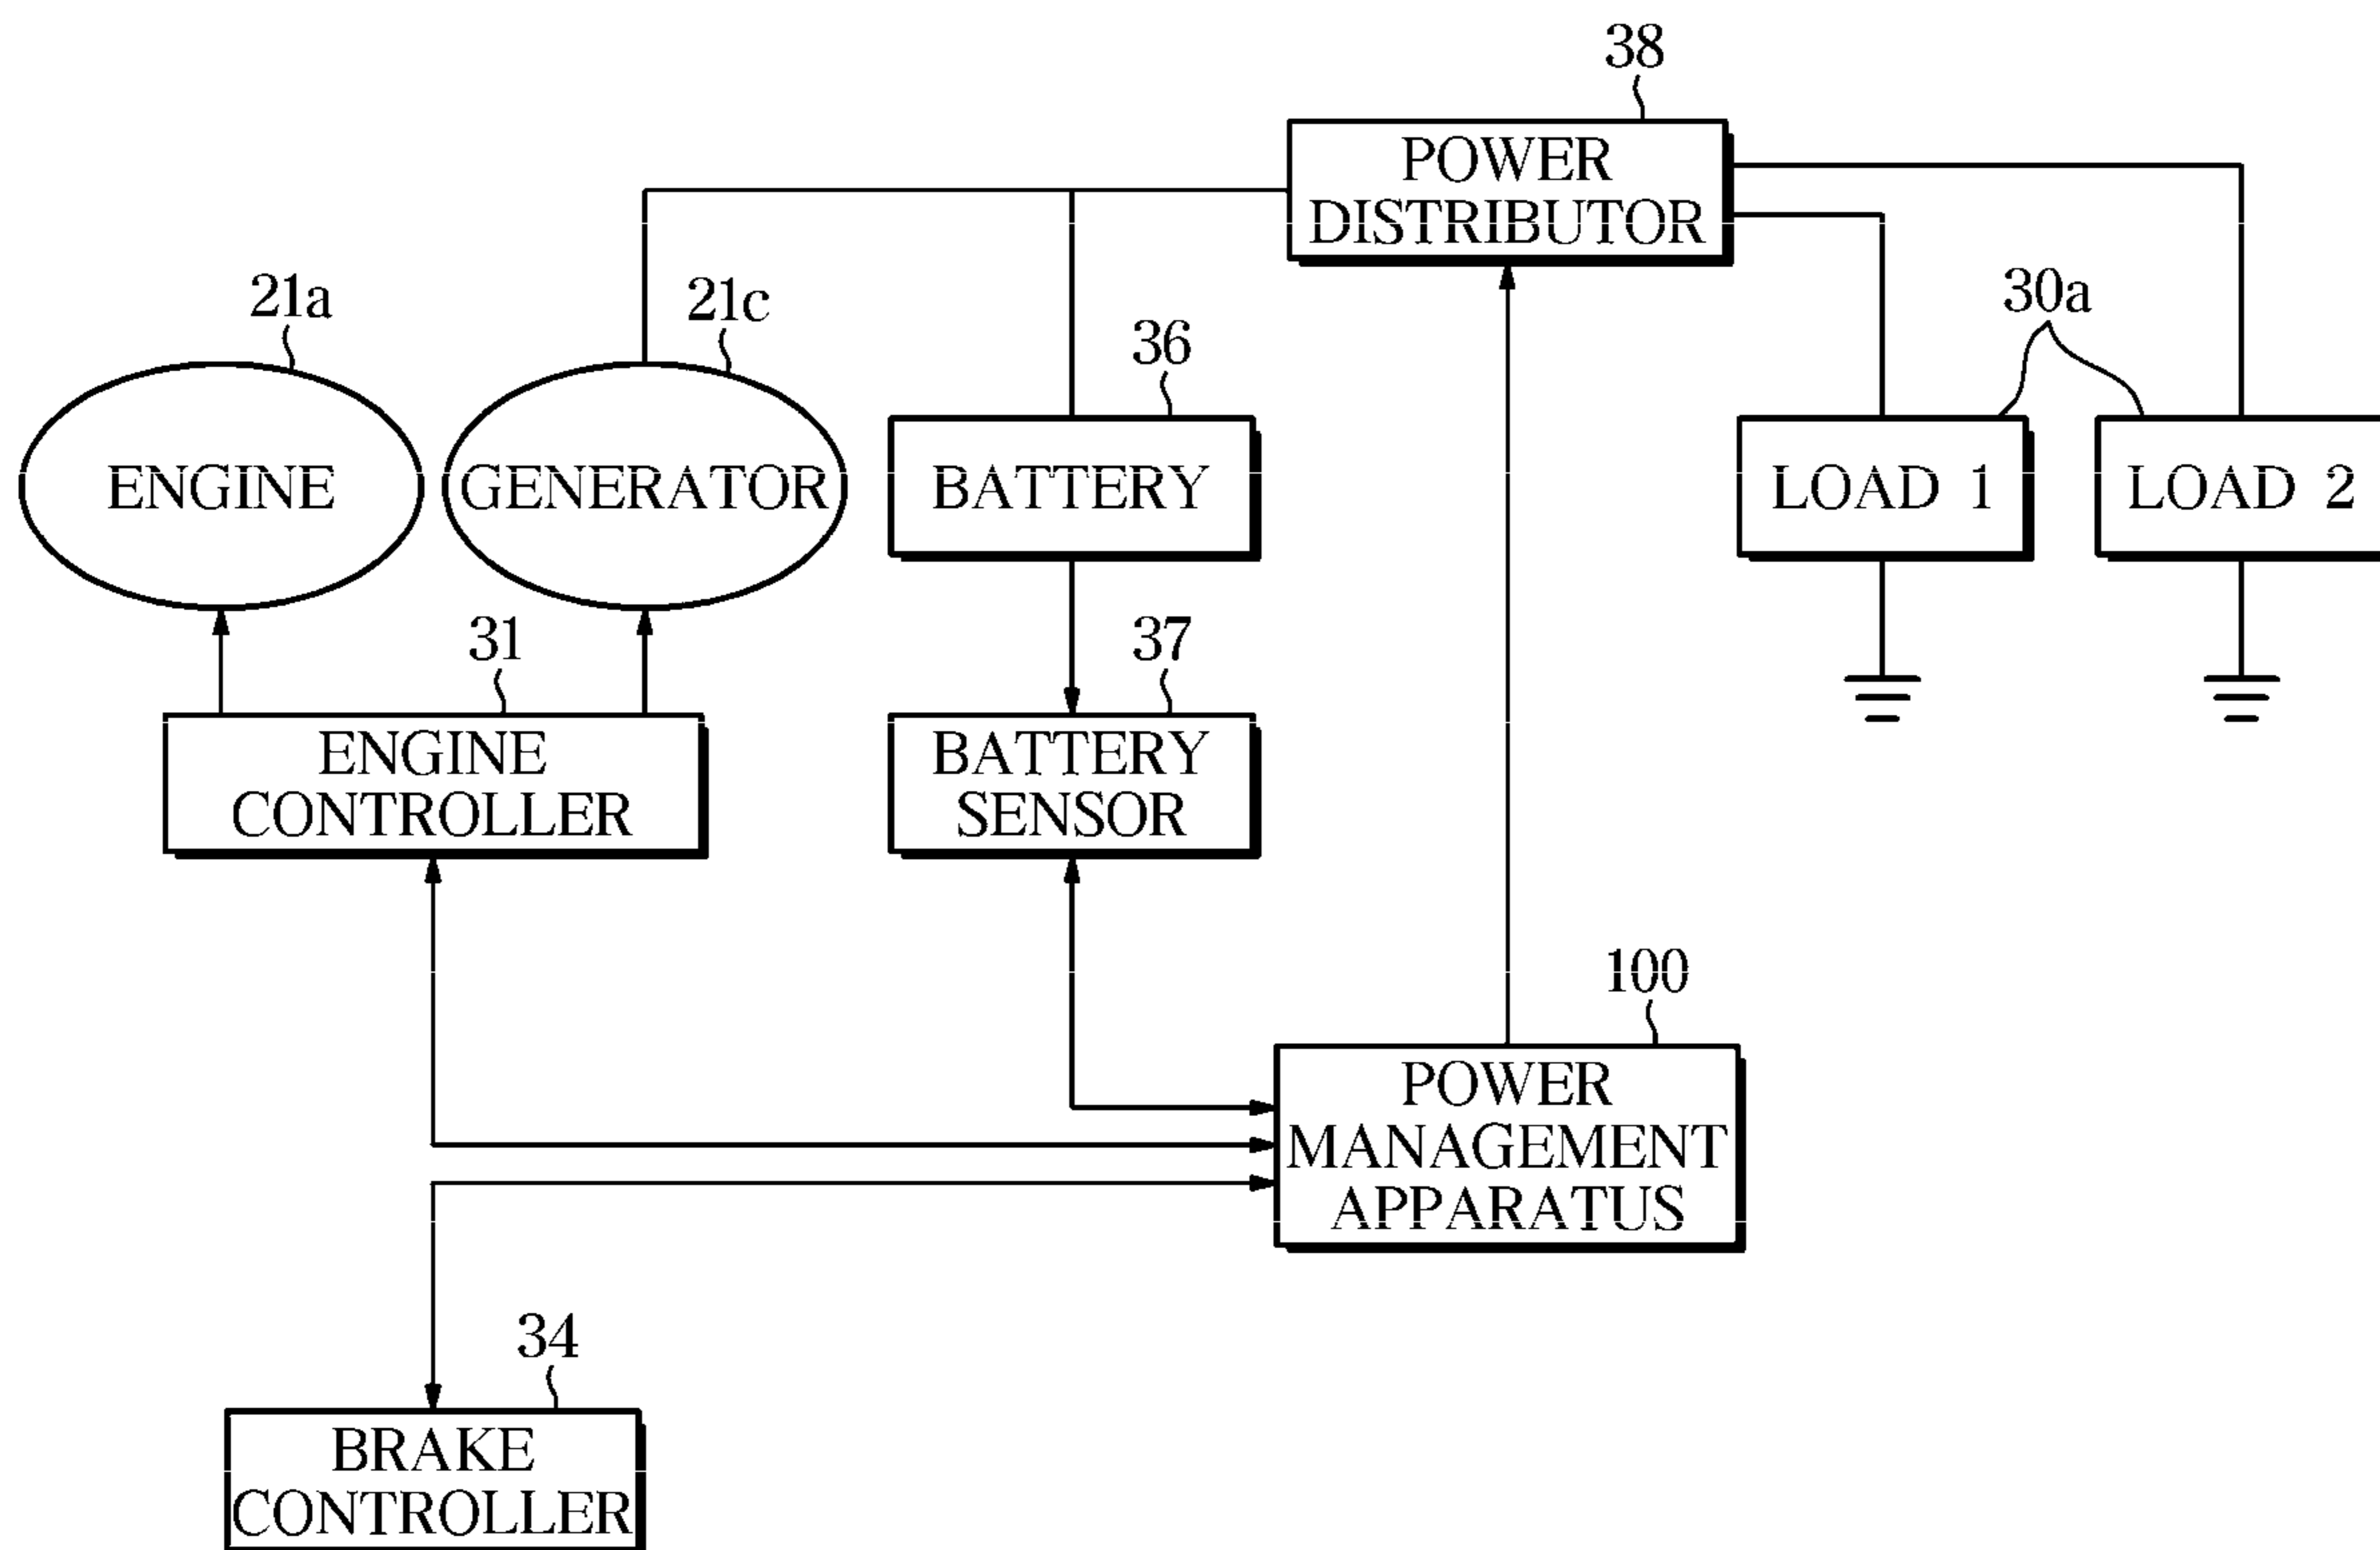 38
POWER
DISTRIBUTOR
21a
21c
30a
36
ENGINE
GENERATOR
BATTERY
LOAD 1
LOAD 2
31
37
ENGINE
CONTROLLER
BATTERY
SENSOR
100
POWER
MANAGEMENT
APPARATUS
34
BRAKE
CONTROLLER